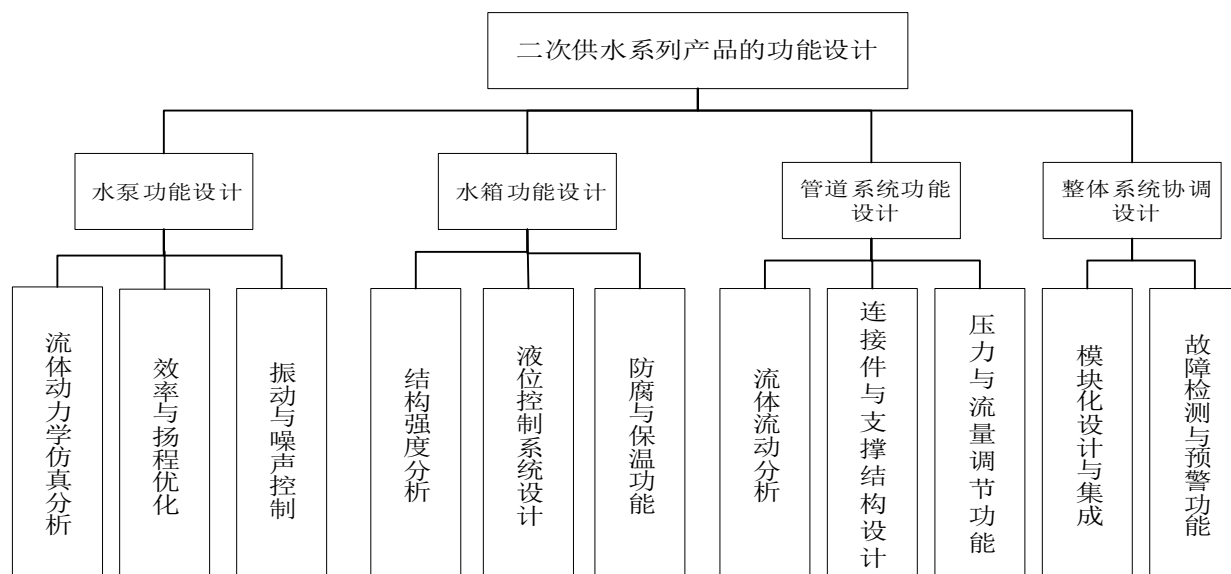 二次供水系列产品的功能设计
水泵功能设计
水箱功能设计
管道系统功能
设计
整体系统协调
设计
流体动力学仿真分析
效率与扬程优化
振动与噪声控制
结构强度分析
液位控制系统设计
防腐与保温功能
流体流动分析
连接件与支撑结构设计
压力与流量调节功能
模块化设计与集成
故障检测与预警功能